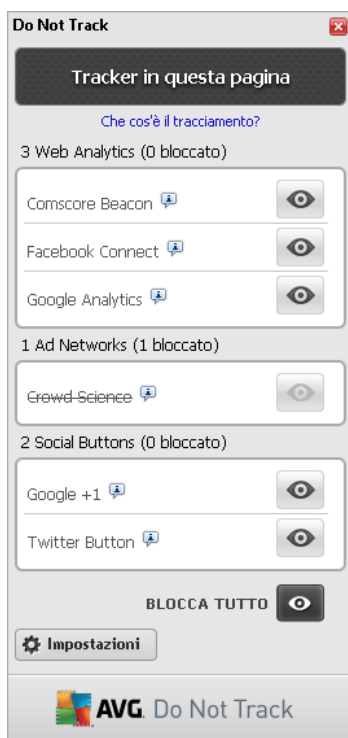 Do Not Track
Tracker in questa pagina
Che cos'è il tracciamento?
3 Web Analytics (0 bloccato)
Comscore Beacon
Facebook Connect
Google Analytics
1 Ad Networks (1 bloccato)
Crowd Science
2 Social Buttons (0 bloccato)
Google +1
Twitter Button
BLOCCA TUTTO
Impostazioni
AVG. Do Not Track